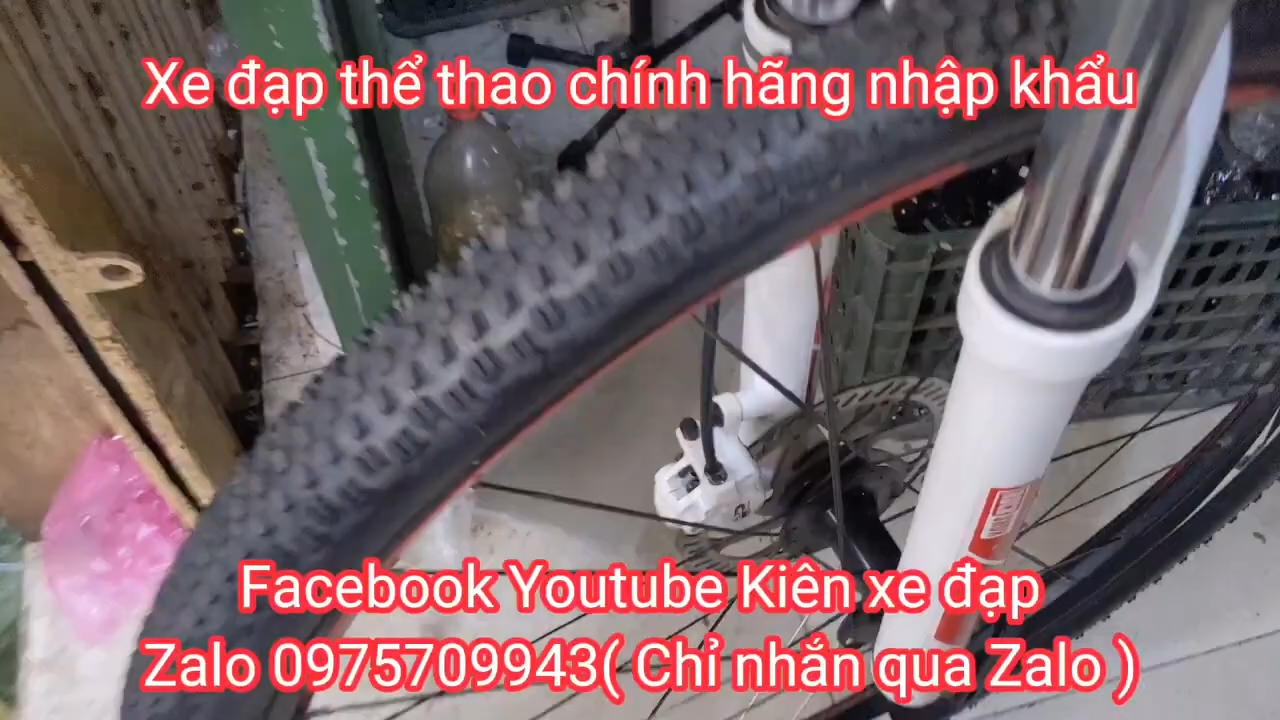 Xe đạp thể thao chính hãng nhập khẩu
Facebook Youtube Kiên xe đạp
Zalo 0975709943( Chỉ nhắn qua Zalo )